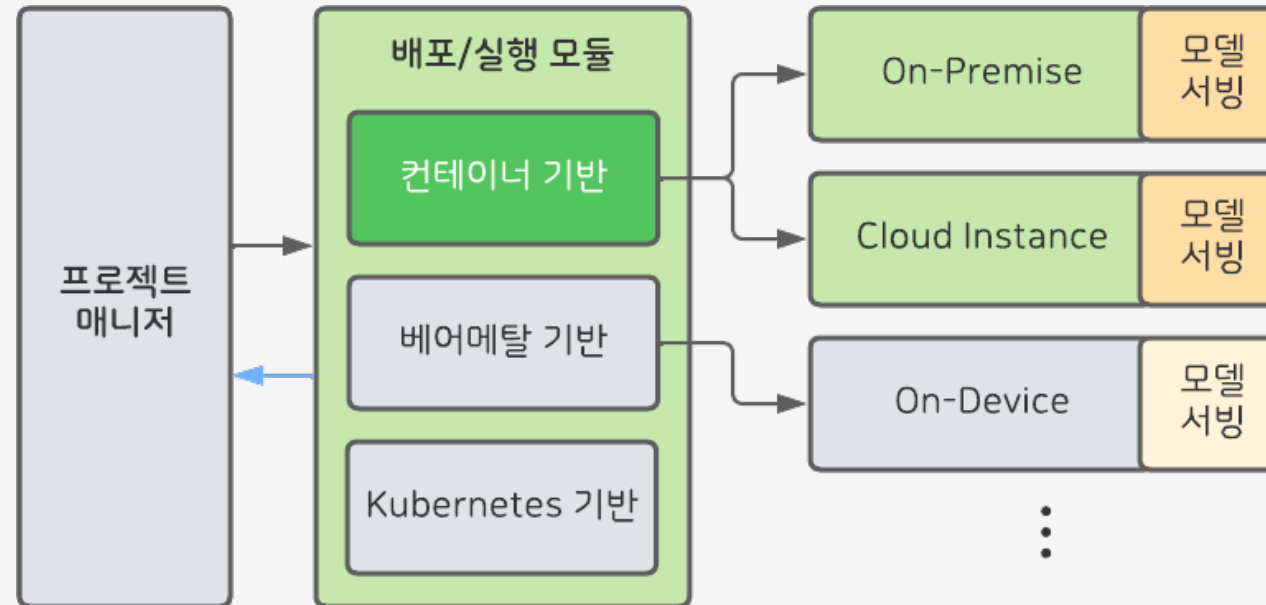 프로젝트
매니저
배포/실행 모듈
컨테이너 기반
베어메탈 기반
Kubernetes 기반
On-Premise
모델
서빙
Cloud Instance
모델
서빙
On-Device
모델
서빙